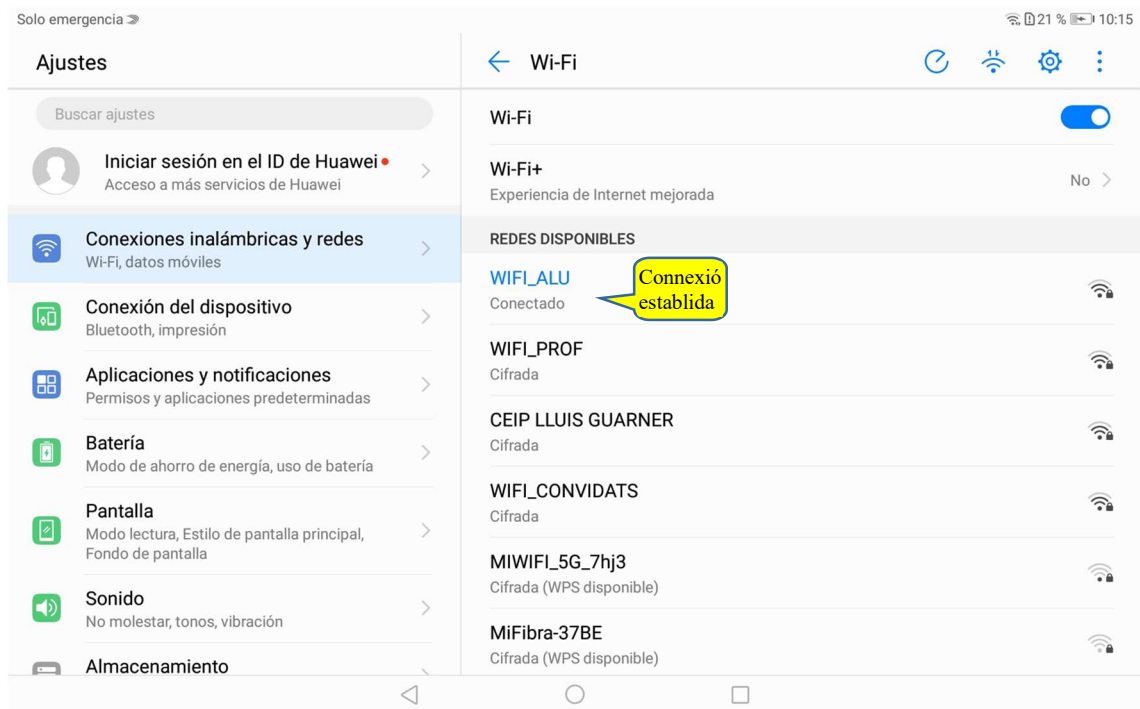 Solo emergencia
21 % 10:15
Ajustes
Buscar ajustes
Iniciar sesión en el ID de Huawei
Acceso a más servicios de Huawei
Conexiones inalámbricas y redes
Wi-Fi, datos móviles
Conexión del dispositivo
Bluetooth, impresión
Aplicaciones y notificaciones
Permisos y aplicaciones predeterminadas
Batería
Modo de ahorro de energía, uso de batería
Pantalla
Modo lectura, Estilo de pantalla principal,
Fondo de pantalla
Sonido
No molestar, tonos, vibración
Almacenamiento
Wi-Fi
Wi-Fi
Wi-Fi+
Experiencia de Internet mejorada
No
REDES DISPONIBLES
WIFI_ALU
Conectado
Connexió
establida
WIFI_PROF
Cifrada
CEIP LLUIS GUARNER
Cifrada
WIFI_CONVIDATS
Cifrada
MIWIFI_5G_7hj3
Cifrada (WPS disponible)
MiFibra-37BE
Cifrada (WPS disponible)